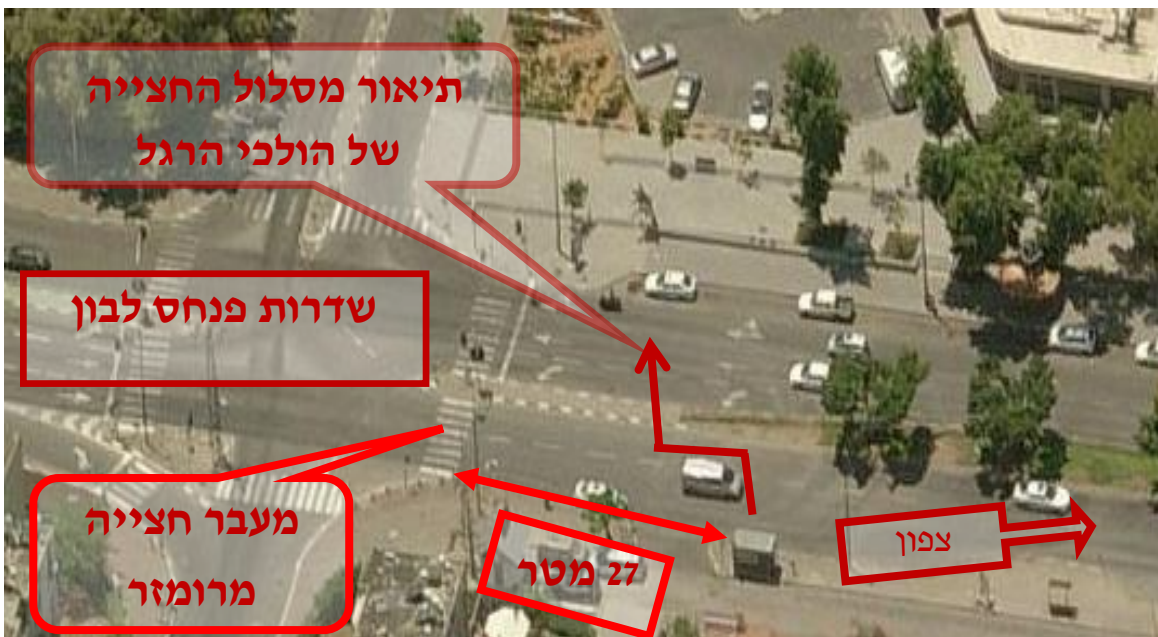 תיאור מסלול החצייה
של הולכי הרגל
שדרות פנחס לבון
מעבר חצייה
מרומזר
27 מטר
צפון